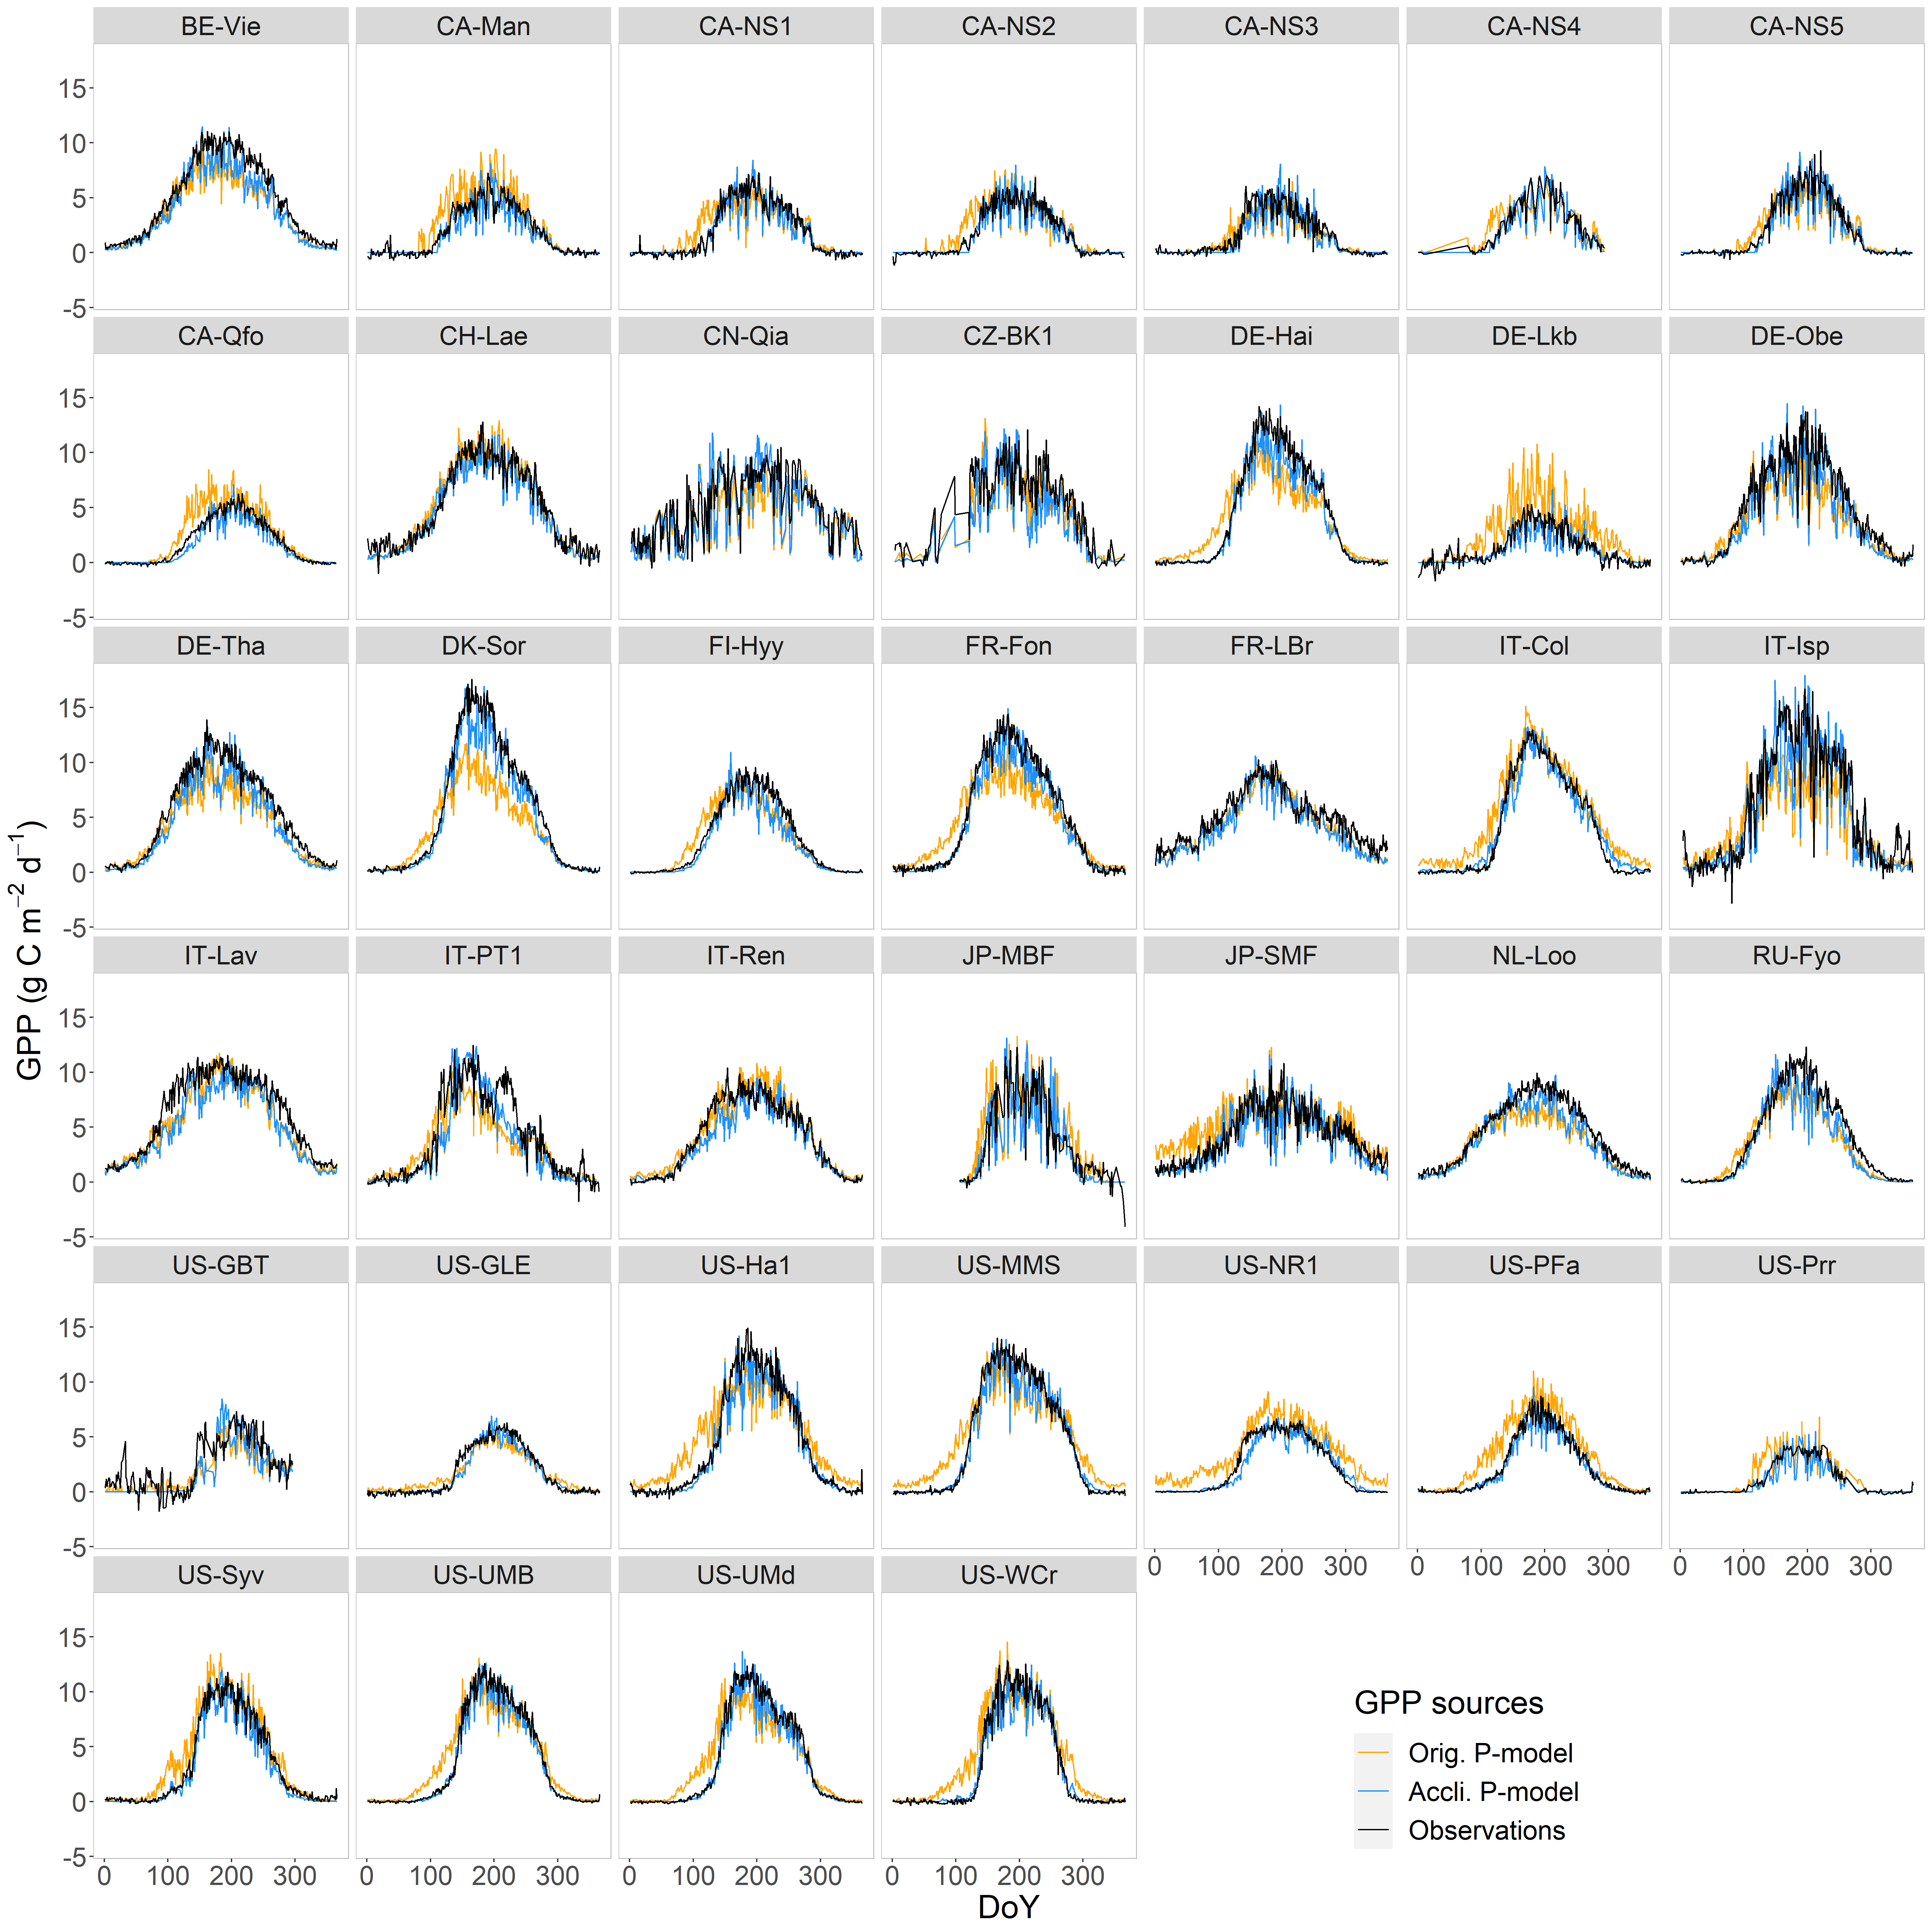 BE-Vie CA-Man CA-NS1 CA-NS2 CA-NS3 CA-NS4 CA-NS5
15
10
5
0
-5
CA-Qfo CH-Lae CN-Qia CZ-BK1 DE-Hai DE-Lkb DE-Obe
15
10
5
0
-5
DE-Tha DK-Sor FI-Hyy FR-Fon FR-LBr IT-Col IT-Isp
15
10
5
0
-5
GPP (g C m⁻² d⁻¹)
IT-Lav IT-PT1 IT-Ren JP-MBF JP-SMF NL-Loo RU-Fyo
15
10
5
0
-5
US-GBT US-GLE US-Ha1 US-MMS US-NR1 US-PFa US-Prr
15
10
5
0
-5
0 100 200 300 0 100 200 300 0 100 200 300
US-Syv US-UMB US-UMd US-WCr
15
10
5
0
-5
0 100 200 300 0 100 200 300 0 100 200 300 0 100 200 300
DoY
GPP sources
Orig. P-model
Accli. P-model
Observations